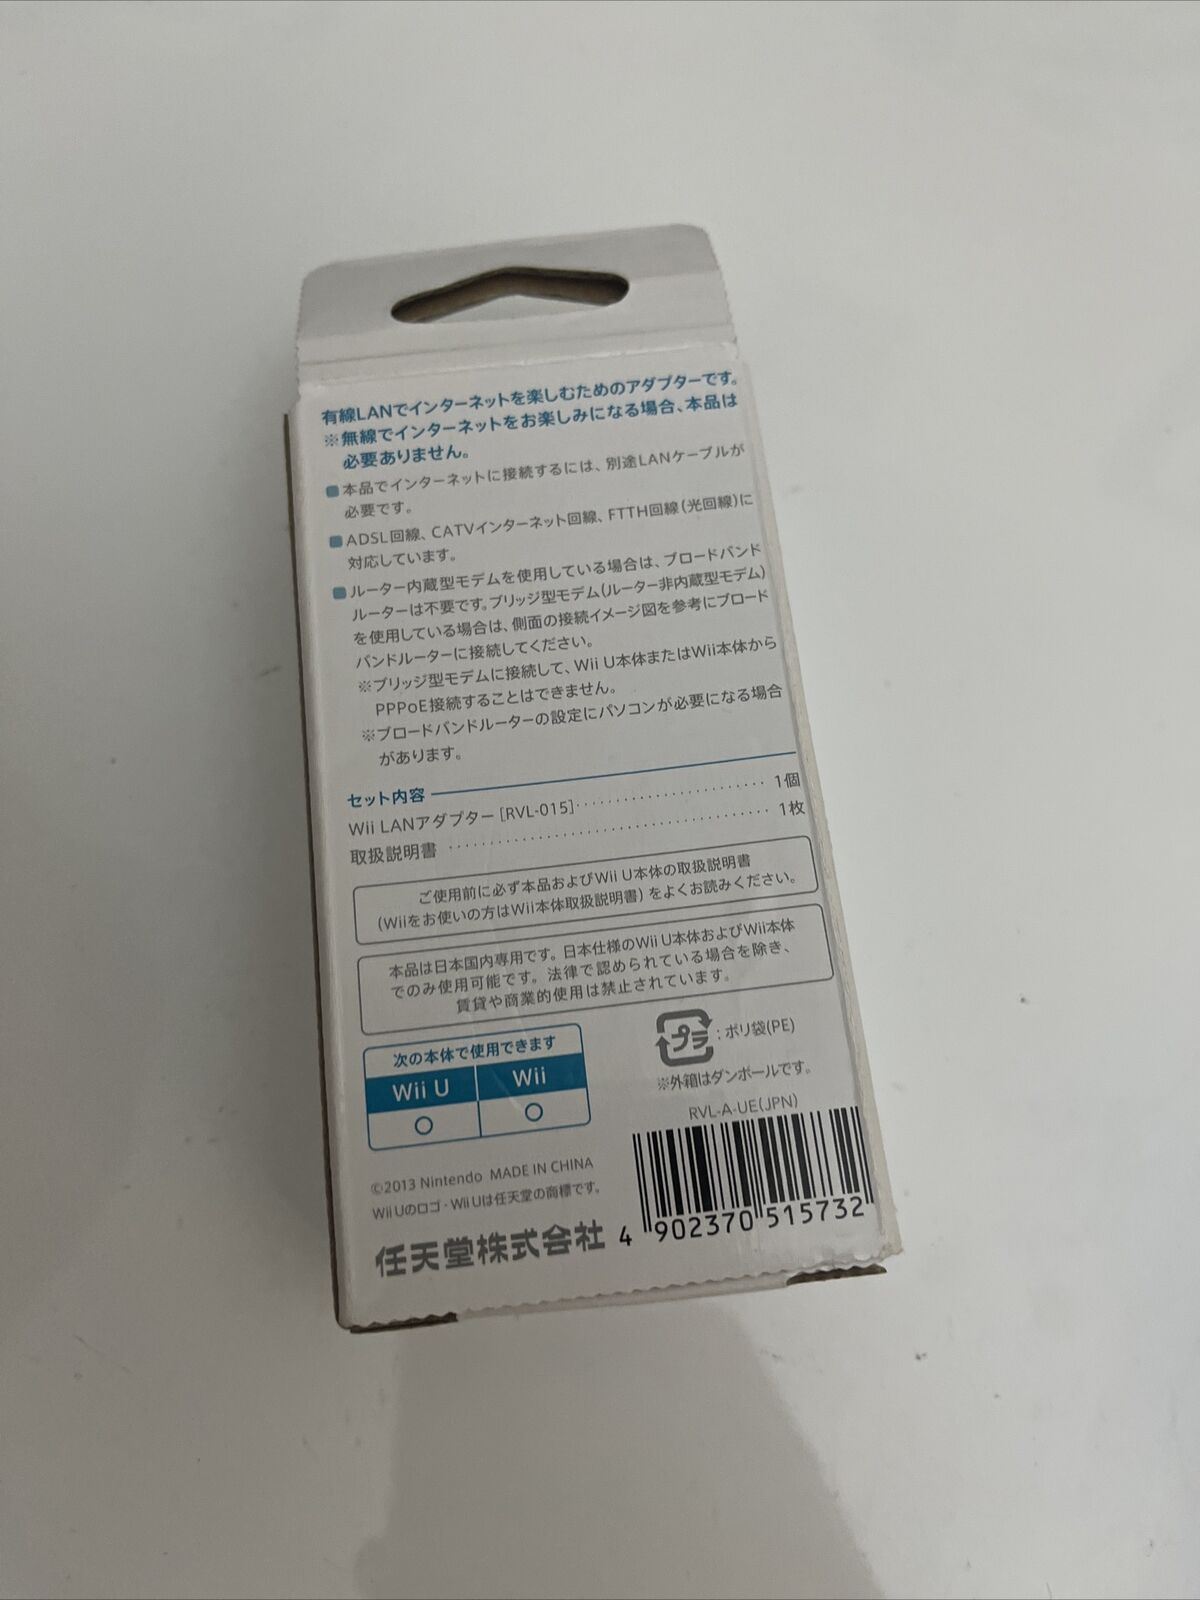 有線LANでインターネットを楽しむためのアダプターです。
※無線でインターネットをお楽しみになる場合、本品は
必要ありません。
■本品でインターネットに接続するには、別途LANケーブルが
必要です。
■ADSL回線、CATVインターネット回線、FTTH回線(光回線)に
対応しています。
■ルーター内蔵型モデムを使用している場合は、ブロードバンド
ルーターは不要です。ブリッジ型モデム(ルーター非内蔵型モデム)
を使用している場合は、側面の接続イメージ図を参考にブロード
バンドルーターに接続してください。
※ブリッジ型モデムに接続して、Wii U本体またはWii本体から
PPPoE接続することはできません。
※ブロードバンドルーターの設定にパソコンが必要になる場合
があります。
セット内容
Wii LANアダプター [RVL-015]························ 1個
取扱説明書 ······································ 1枚
ご使用前に必ず本品およびWii U本体の取扱説明書
(Wiiをお使いの方はWii本体取扱説明書) をよくお読みください。
本品は日本国内専用です。日本仕様のWii U本体およびWii本体
でのみ使用可能です。法律で認められている場合を除き、
賃貸や商業的使用は禁止されています。
次の本体で使用できます
Wii U Wii
○ ○
プラ : ポリ袋(PE)
※外箱はダンボールです。
RVL-A-UE(JPN)
©2013 Nintendo MADE IN CHINA
Wii Uのロゴ・Wii Uは任天堂の商標です。
任天堂株式会社
4 902370 515732